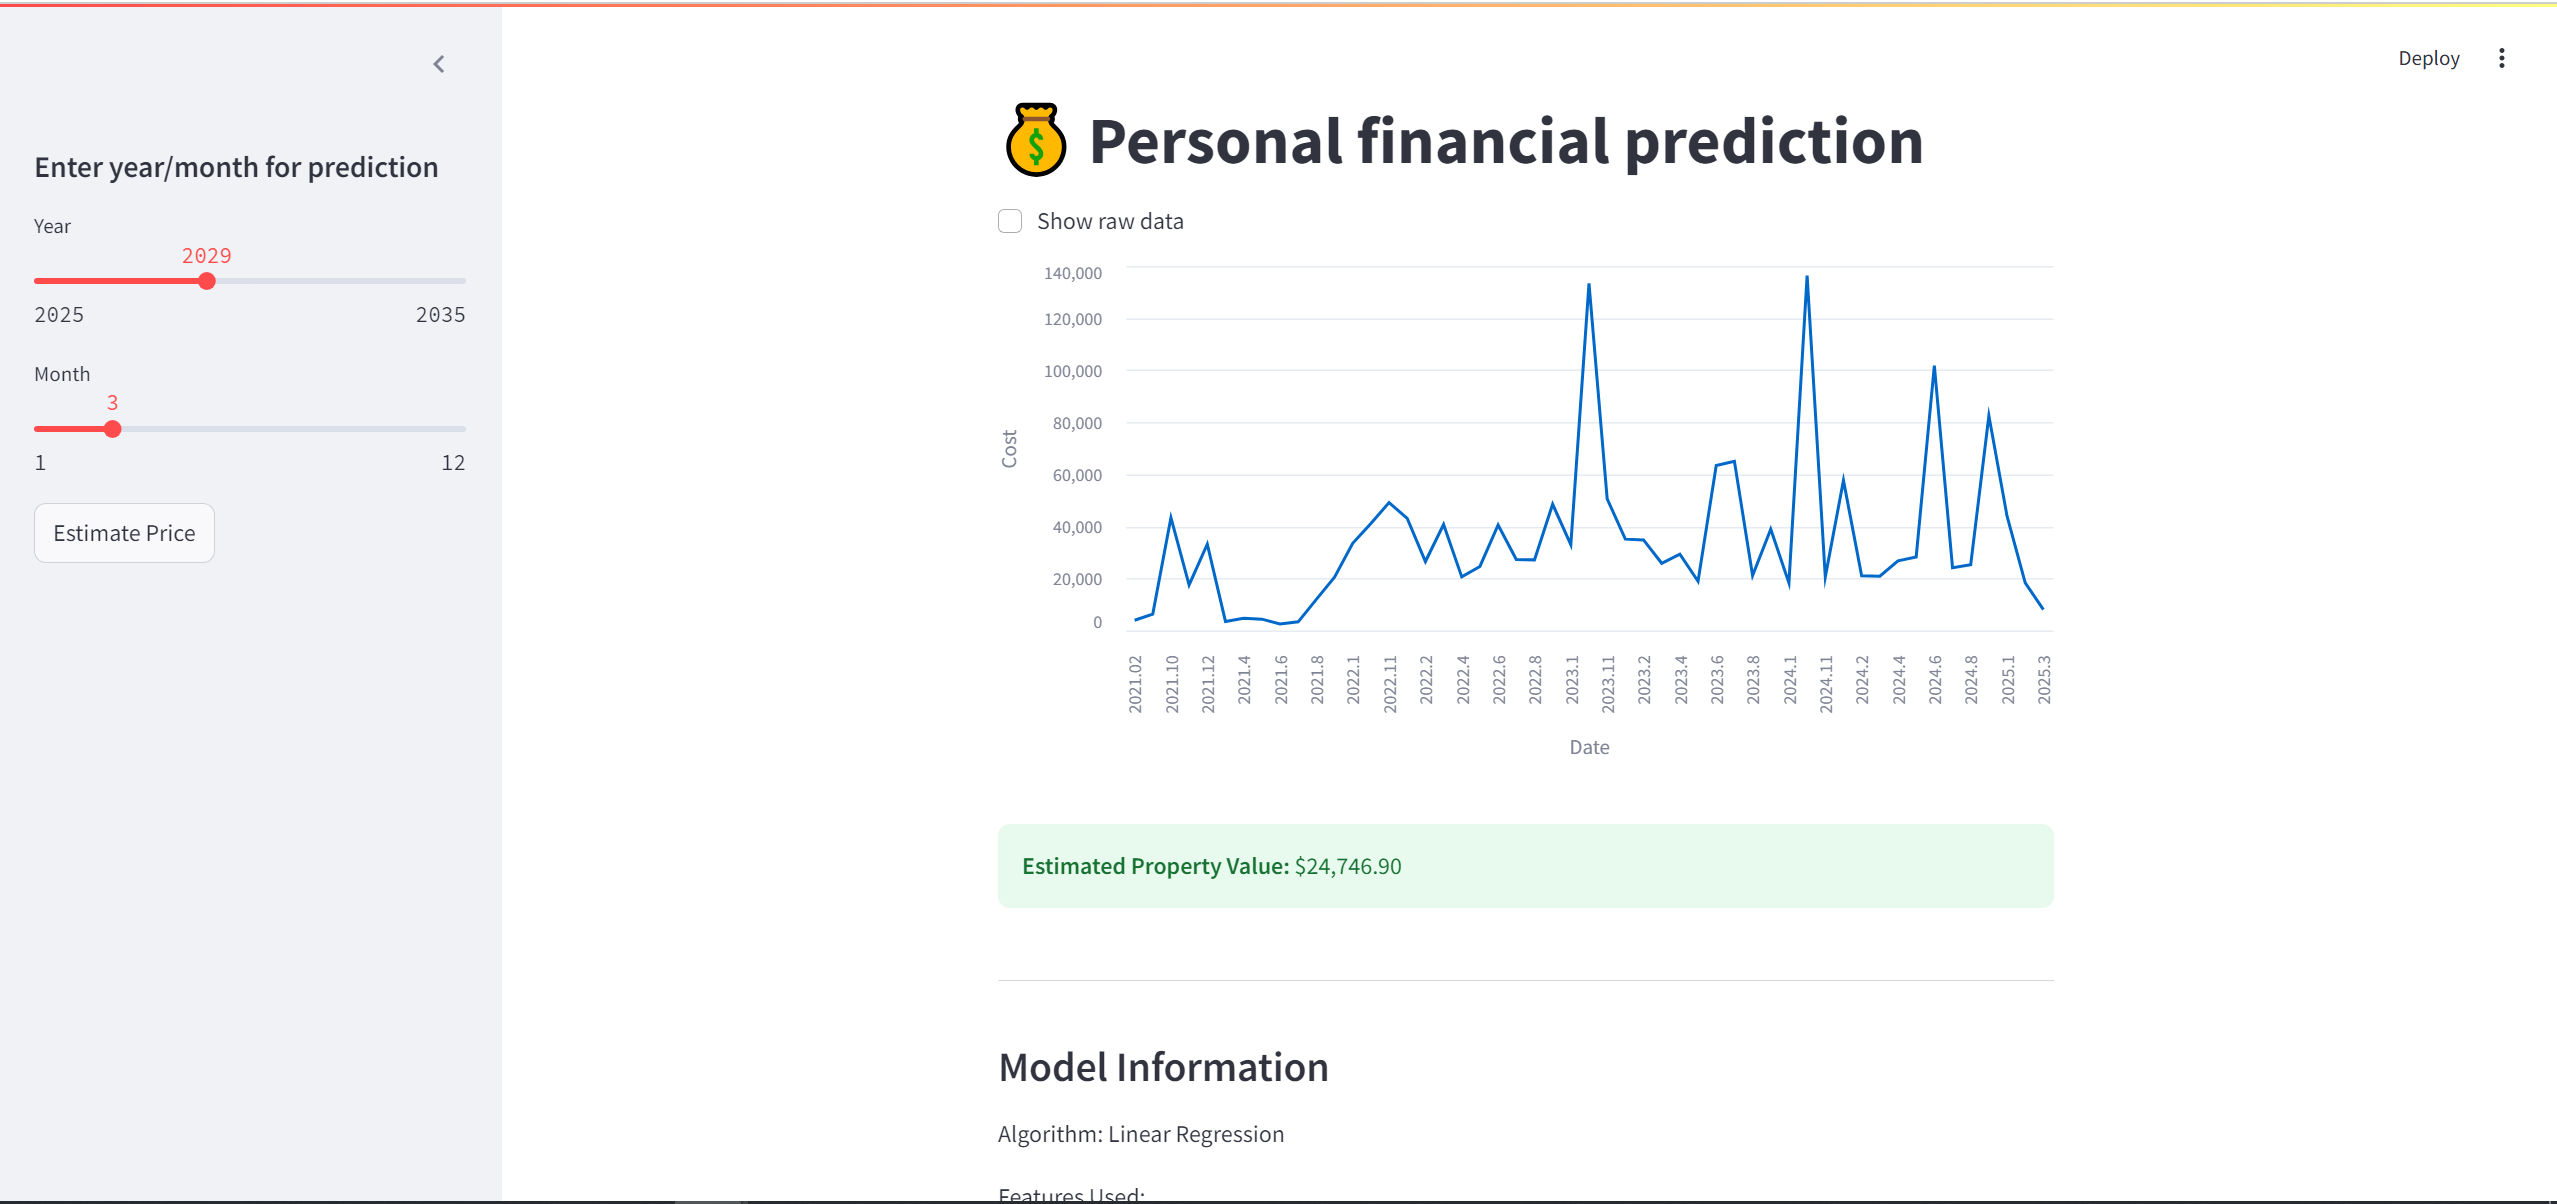 Deploy
Enter year/month for prediction
Year
2029
2025 2035
Month
3
1 12
Estimate Price
$ Personal financial prediction
Show raw data
140,000
120,000
100,000
80,000
60,000
40,000
20,000
0
Cost
2021.02 2021.10 2021.12 2021.4 2021.6 2021.8 2022.1 2022.11 2022.2 2022.4 2022.6 2022.8 2023.1 2023.11 2023.2 2023.4 2023.6 2023.8 2024.1 2024.11 2024.2 2024.4 2024.6 2024.8 2025.1 2025.3
Date
Estimated Property Value: $24,746.90
Model Information
Algorithm: Linear Regression
Features Used: